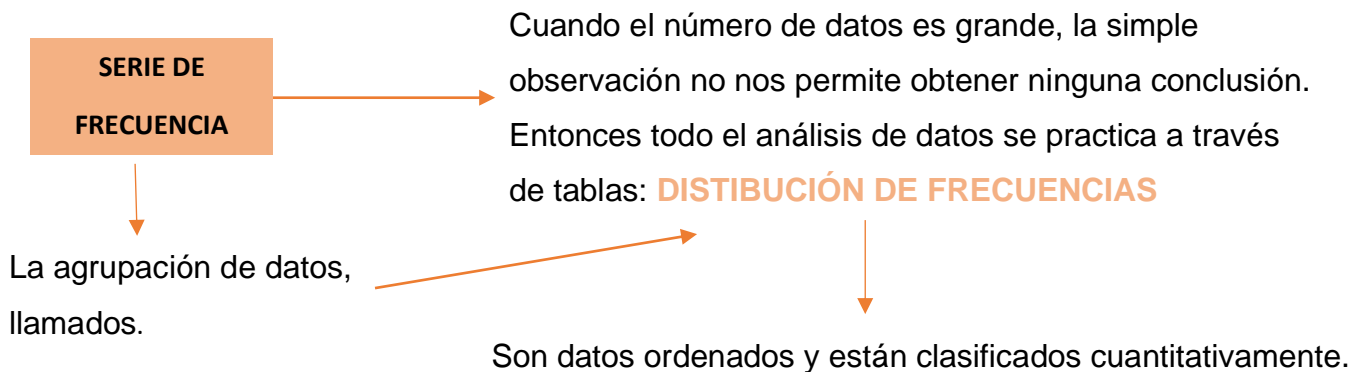 SERIE DE
FRECUENCIA
Cuando el número de datos es grande, la simple
observación no nos permite obtener ninguna conclusión.
Entonces todo el análisis de datos se practica a través
de tablas: DISTIBUCIÓN DE FRECUENCIAS
La agrupación de datos,
llamados.
Son datos ordenados y están clasificados cuantitativamente.